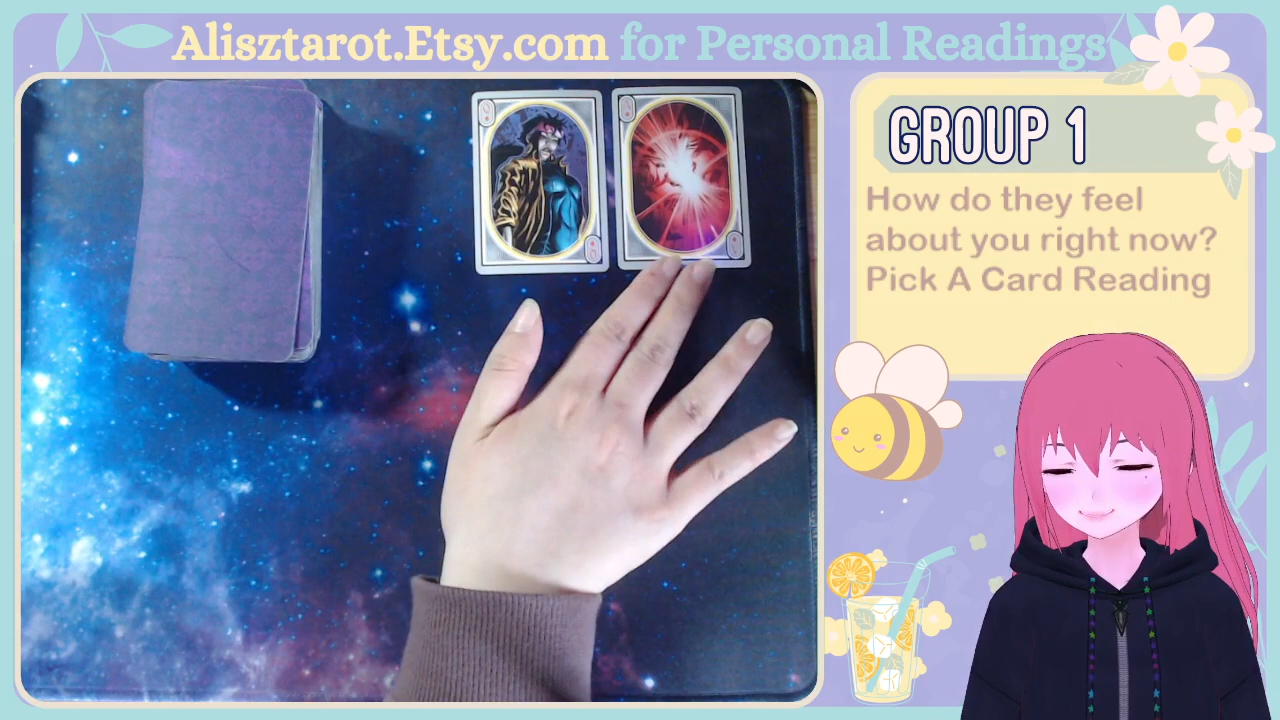 Alisztarot.Etsy.com for Personal Readings
GROUP 1
How do they feel
about you right now?
Pick A Card Reading